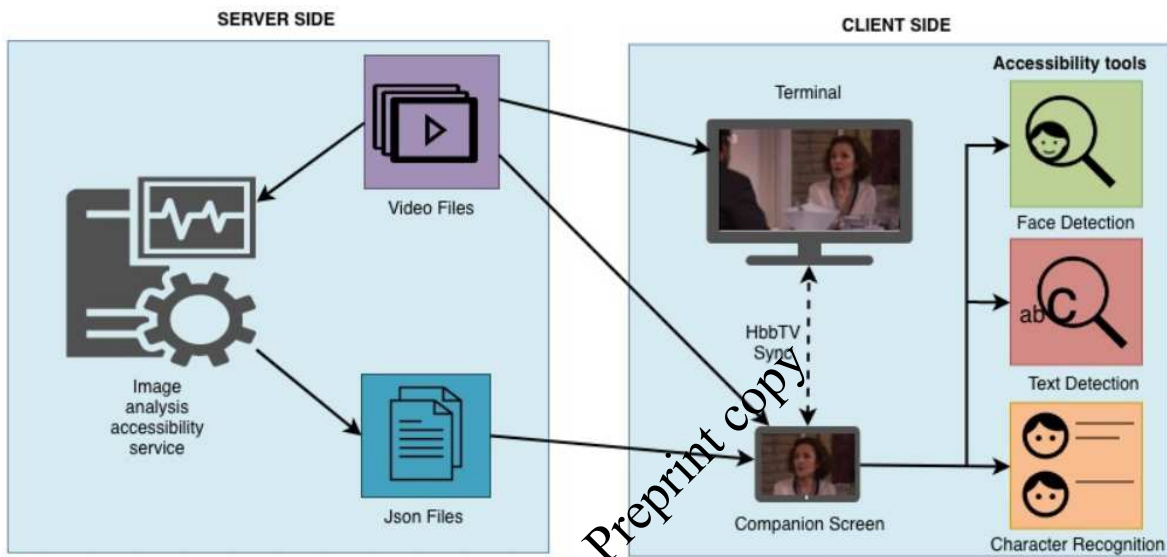 SERVER SIDE
CLIENT SIDE
Accessibility tools
Terminal
Video Files
Face Detection
HbbTV
Sync
abC
Text Detection
Image
analysis
accessibility
service
Json Files
Companion Screen
Character Recognition
Preprint copy